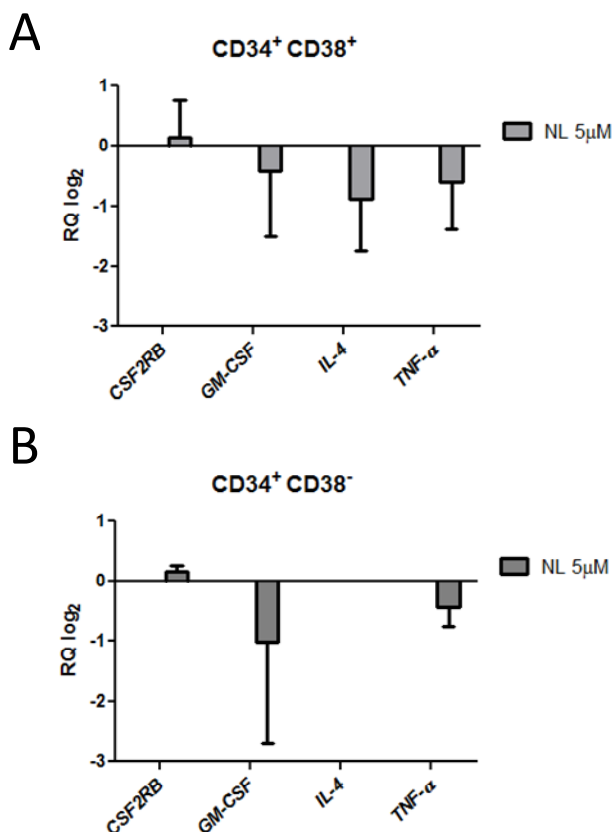 A
CD34+ CD38+
1
0
-1
-2
-3
RQ log2
NL 5μM
CSF2RB
GM-CSF
IL-4
TNF-α
B
CD34+ CD38-
1
0
-1
-2
-3
RQ log2
NL 5μM
CSF2RB
GM-CSF
IL-4
TNF-α